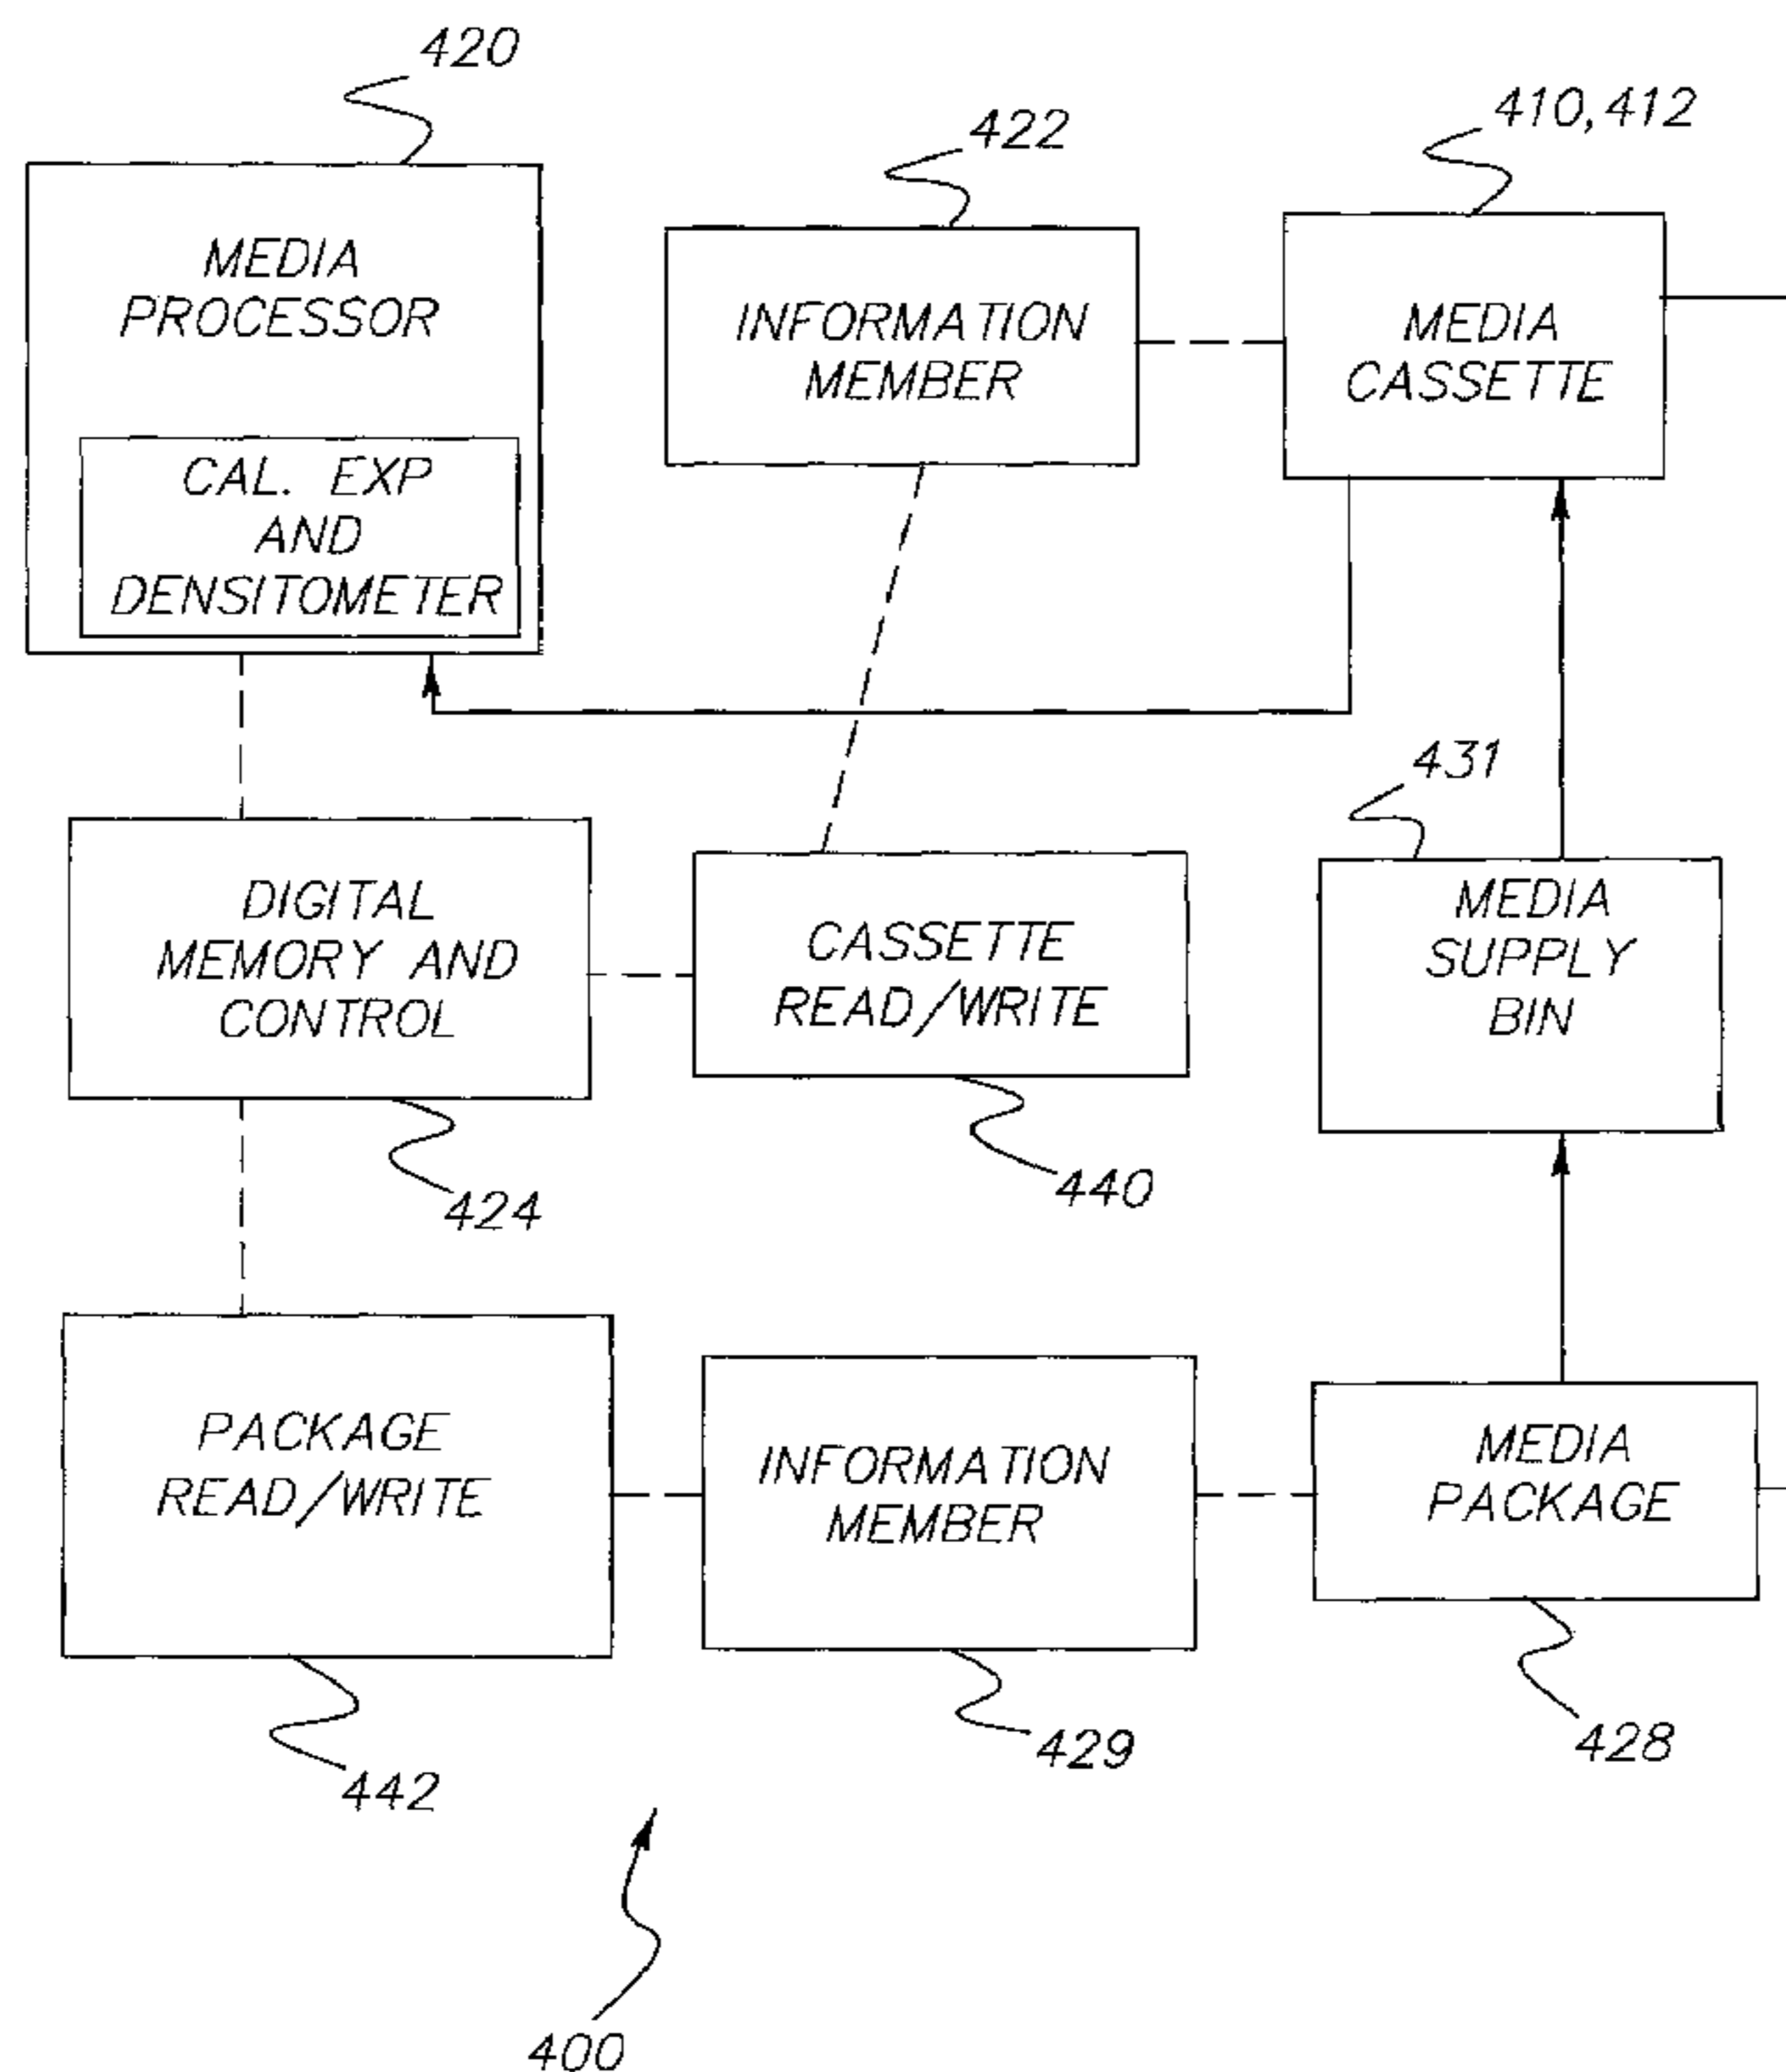 420
422
410,412
MEDIA
PROCESSOR
CAL. EXP
AND
DENSITOMETER
INFORMATION
MEMBER
MEDIA
CASSETTE
431
DIGITAL
MEMORY AND
CONTROL
CASSETTE
READ/WRITE
MEDIA
SUPPLY
BIN
424
440
PACKAGE
READ/WRITE
INFORMATION
MEMBER
MEDIA
PACKAGE
442
429
428
400